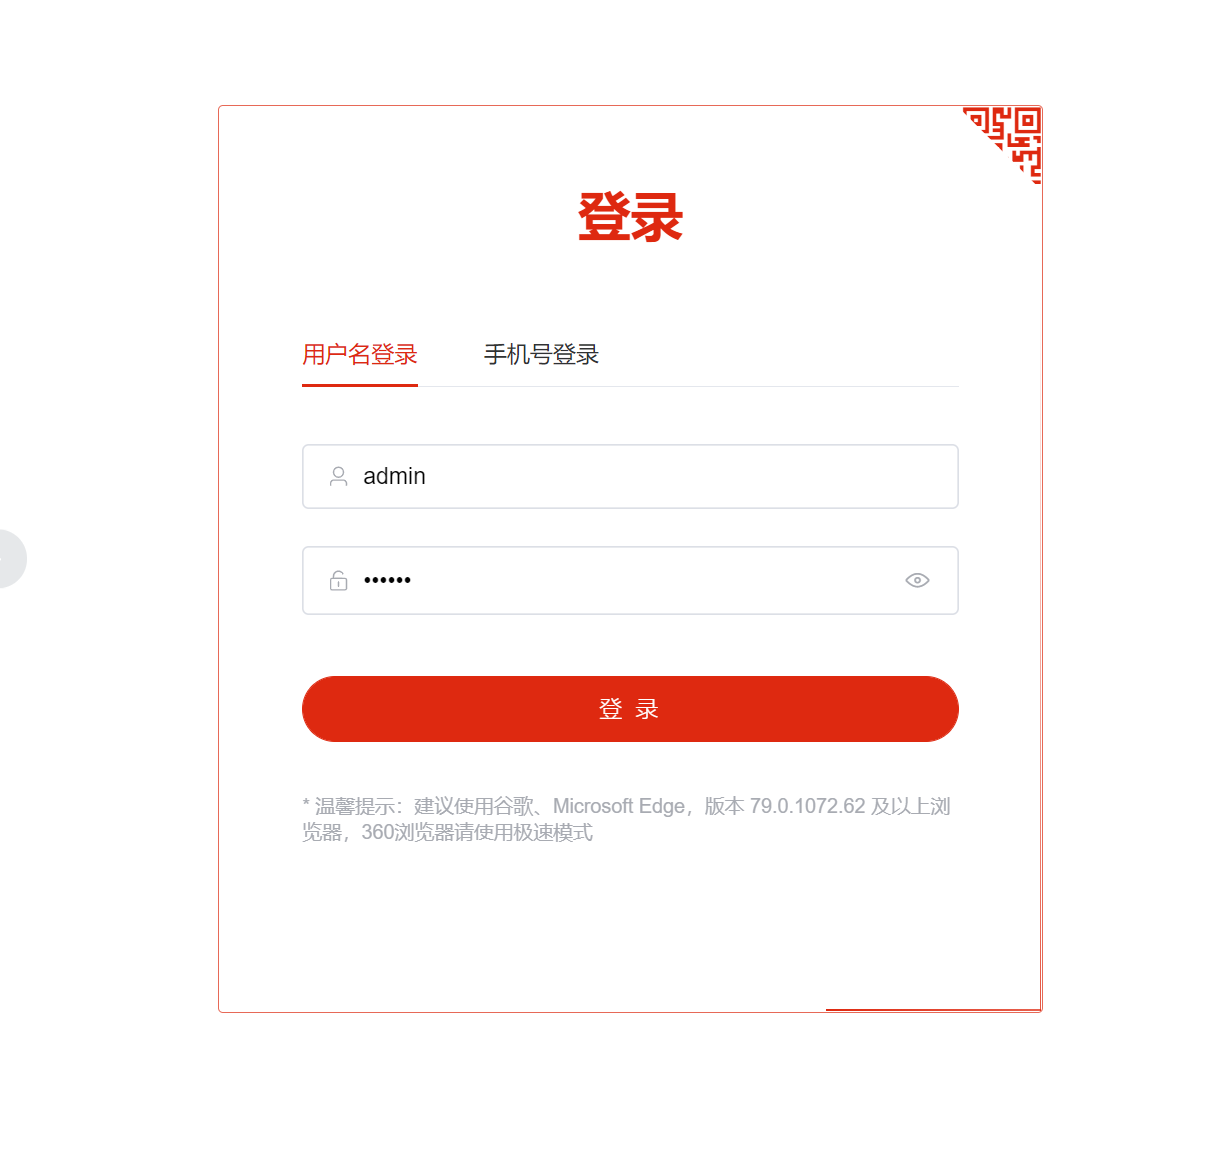 登录
用户名登录 手机号登录
admin
••••••
登 录
* 温馨提示：建议使用谷歌、Microsoft Edge，版本 79.0.1072.62 及以上浏
览器，360浏览器请使用极速模式